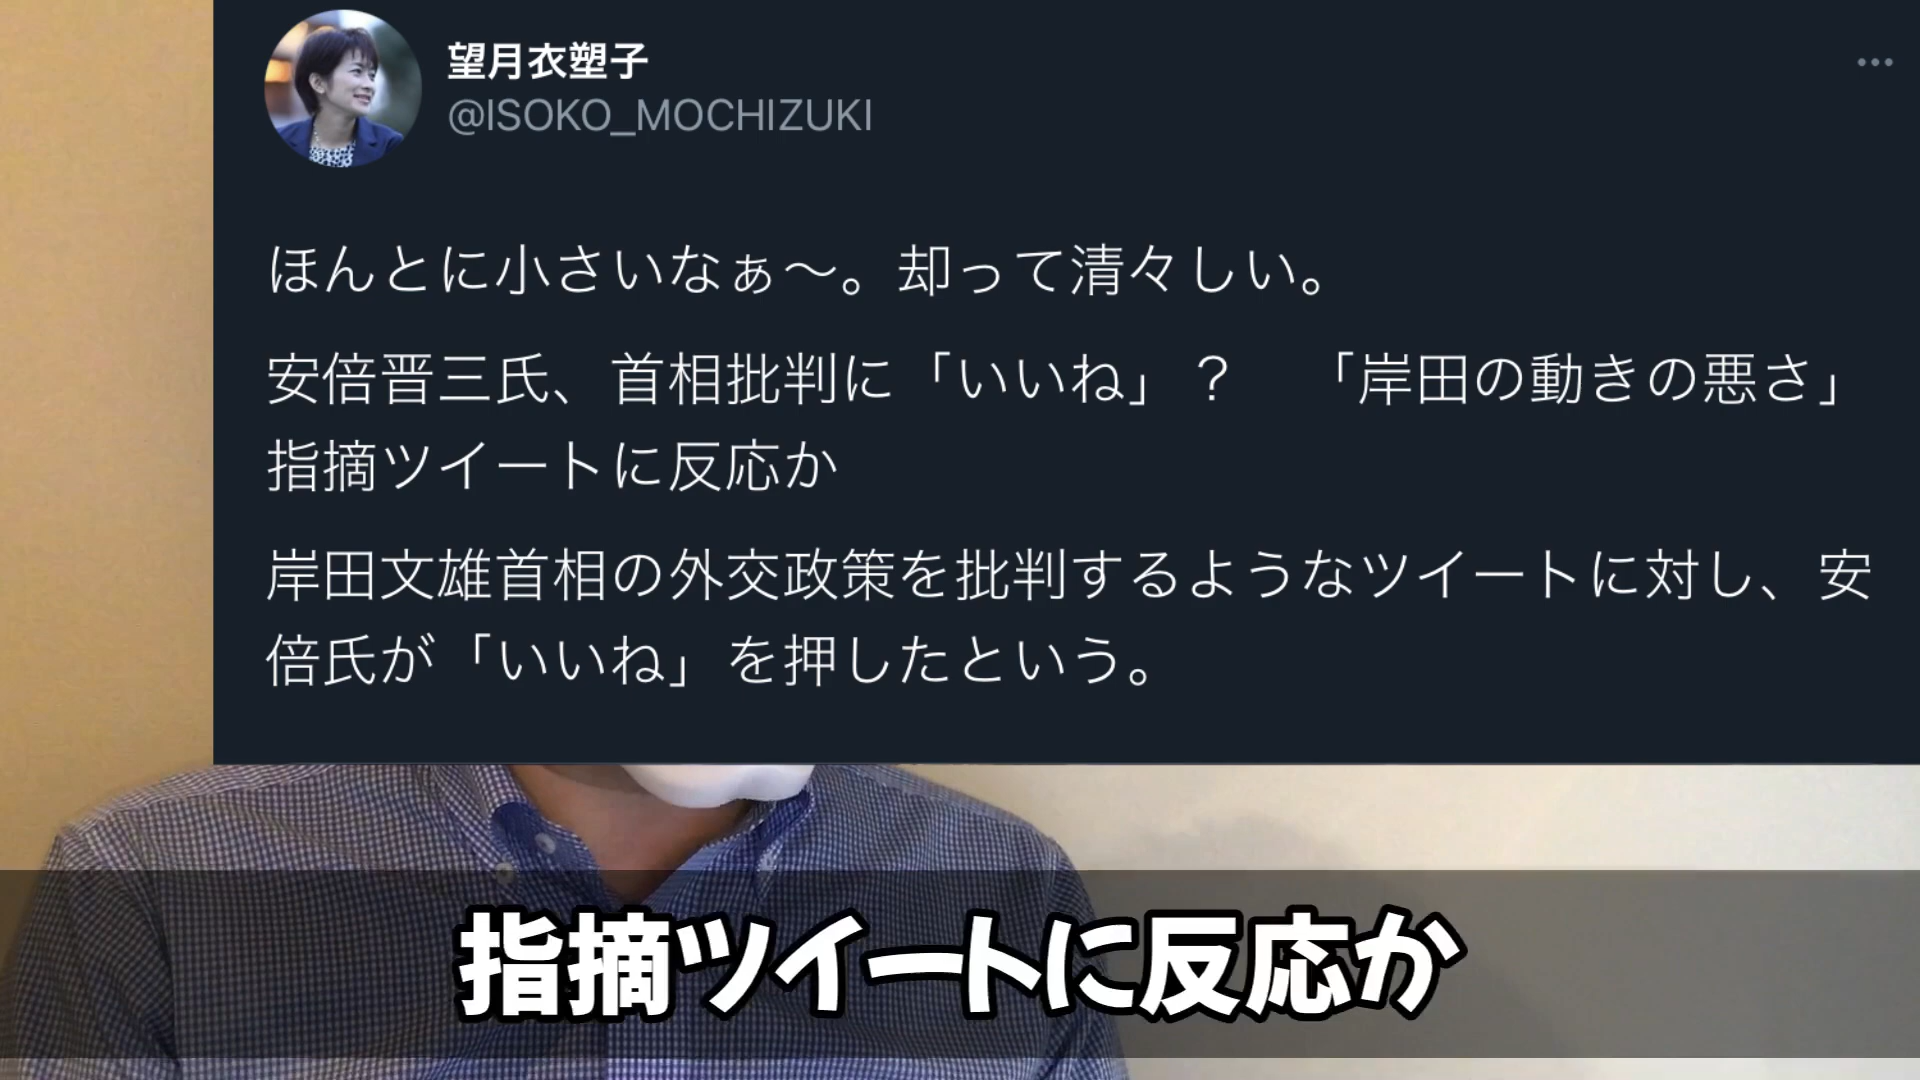 望月衣塑子
@ISOKO_MOCHIZUKI
ほんとに小さいなぁ〜。却って清々しい。
安倍晋三氏、首相批判に「いいね」？　「岸田の動きの悪さ」
指摘ツイートに反応か
岸田文雄首相の外交政策を批判するようなツイートに対し、安
倍氏が「いいね」を押したという。
指摘ツイートに反応か